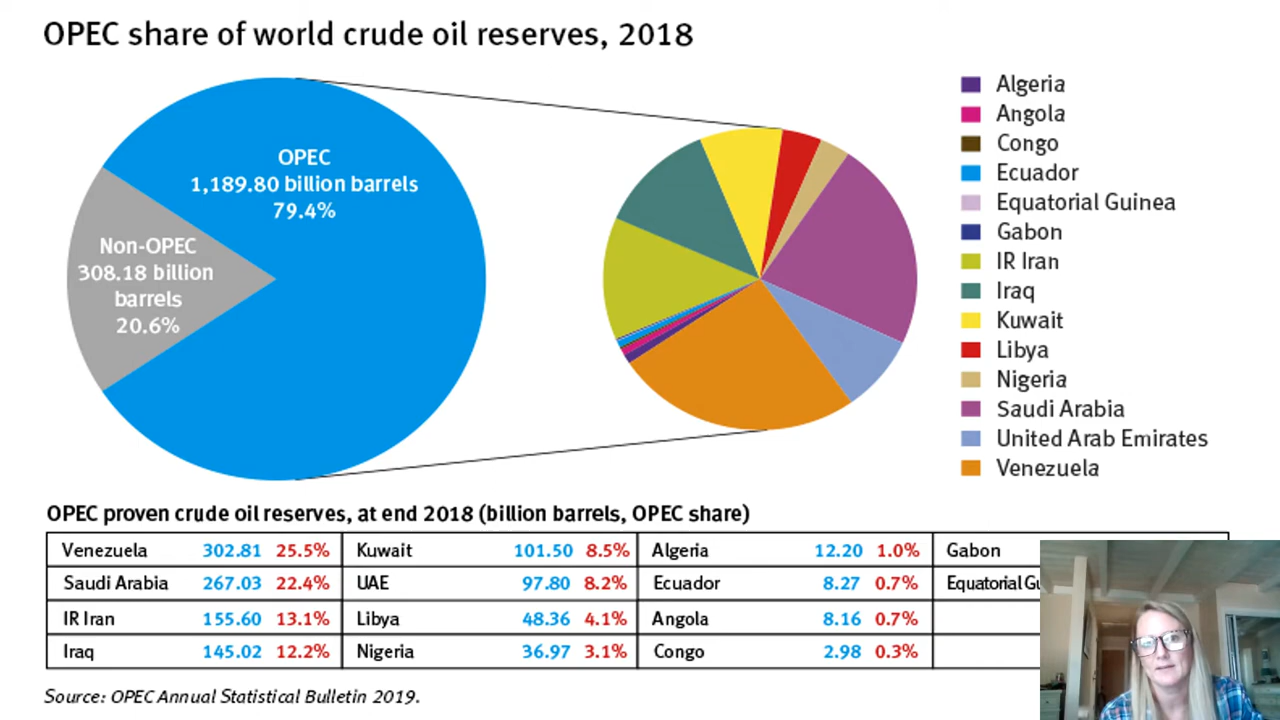 OPEC share of world crude oil reserves, 2018
OPEC
1,189.80 billion barrels
79.4%
Non-OPEC
308.18 billion
barrels
20.6%
Algeria
Angola
Congo
Ecuador
Equatorial Guinea
Gabon
IR Iran
Iraq
Kuwait
Libya
Nigeria
Saudi Arabia
United Arab Emirates
Venezuela
OPEC proven crude oil reserves, at end 2018 (billion barrels, OPEC share)
Venezuela 302.81 25.5% Kuwait 101.50 8.5% Algeria 12.20 1.0% Gabon
Saudi Arabia 267.03 22.4% UAE 97.80 8.2% Ecuador 8.27 0.7% Equatorial
IR Iran 155.60 13.1% Libya 48.36 4.1% Angola 8.16 0.7%
Iraq 145.02 12.2% Nigeria 36.97 3.1% Congo 2.98 0.3%
Source: OPEC Annual Statistical Bulletin 2019.